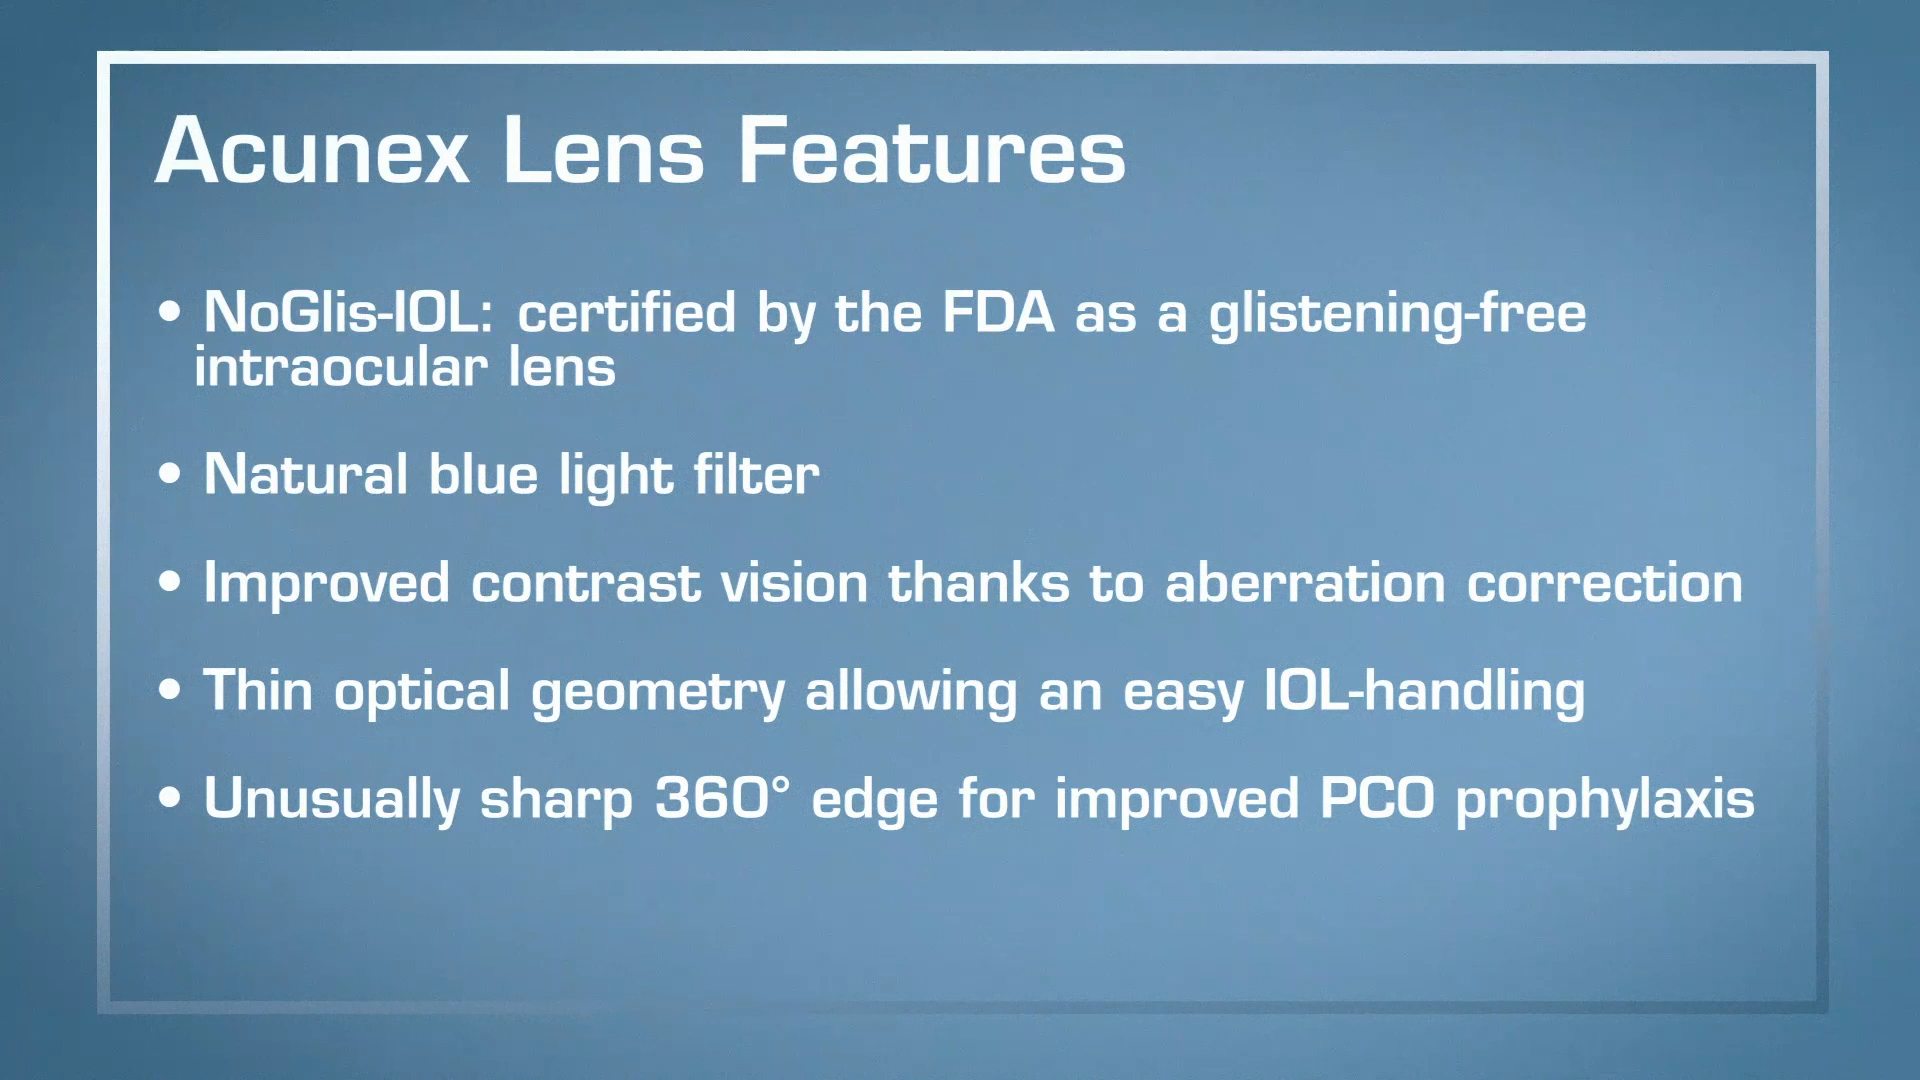 Acunex Lens Features
• NoGlis-IOL: certified by the FDA as a glistening-free
intraocular lens
• Natural blue light filter
• Improved contrast vision thanks to aberration correction
• Thin optical geometry allowing an easy IOL-handling
• Unusually sharp 360° edge for improved PCO prophylaxis